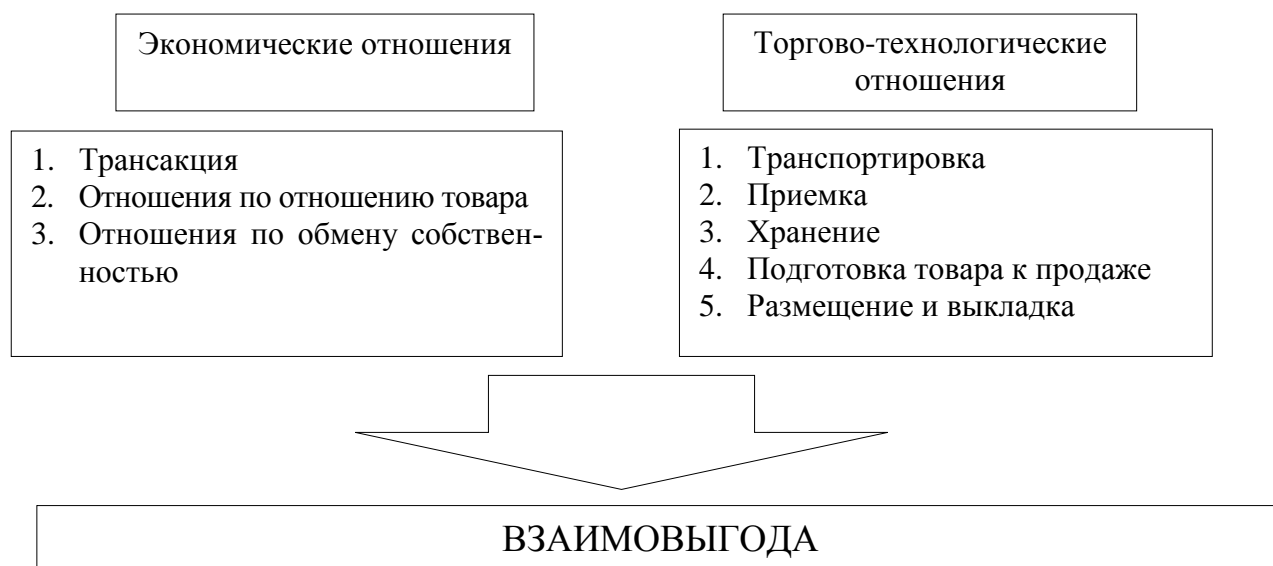 Экономические отношения
Торгово-технологические
отношения
1. Трансакция
2. Отношения по отношению товара
3. Отношения по обмену собствен-
ностью
1. Транспортировка
2. Приемка
3. Хранение
4. Подготовка товара к продаже
5. Размещение и выкладка
ВЗАИМОВЫГОДА